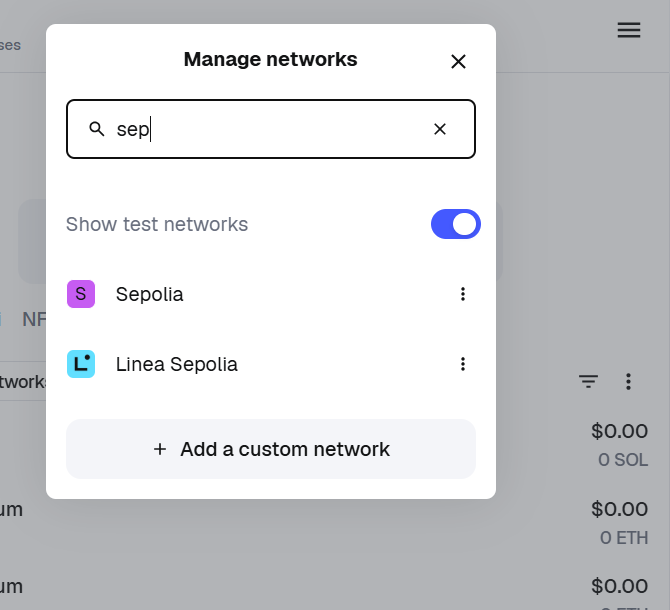 ses
Manage networks
sep
Show test networks
S Sepolia
NF
L Linea Sepolia
tworks
+ Add a custom network
$0.00
0 SOL
um
$0.00
0 ETH
um
$0.00